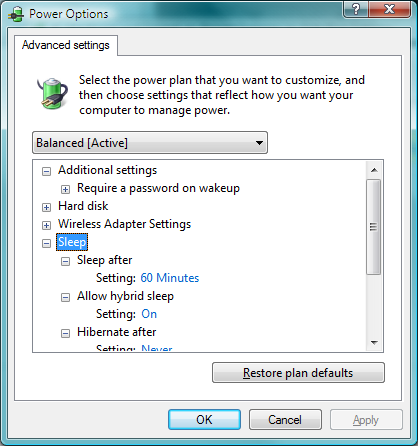 Power Options
Advanced settings
Select the power plan that you want to customize, and
then choose settings that reflect how you want your
computer to manage power.
Balanced [Active]
Additional settings
Require a password on wakeup
Hard disk
Wireless Adapter Settings
Sleep
Sleep after
Setting: 60 Minutes
Allow hybrid sleep
Setting: On
Hibernate after
Setting: Never
Restore plan defaults
OK Cancel Apply